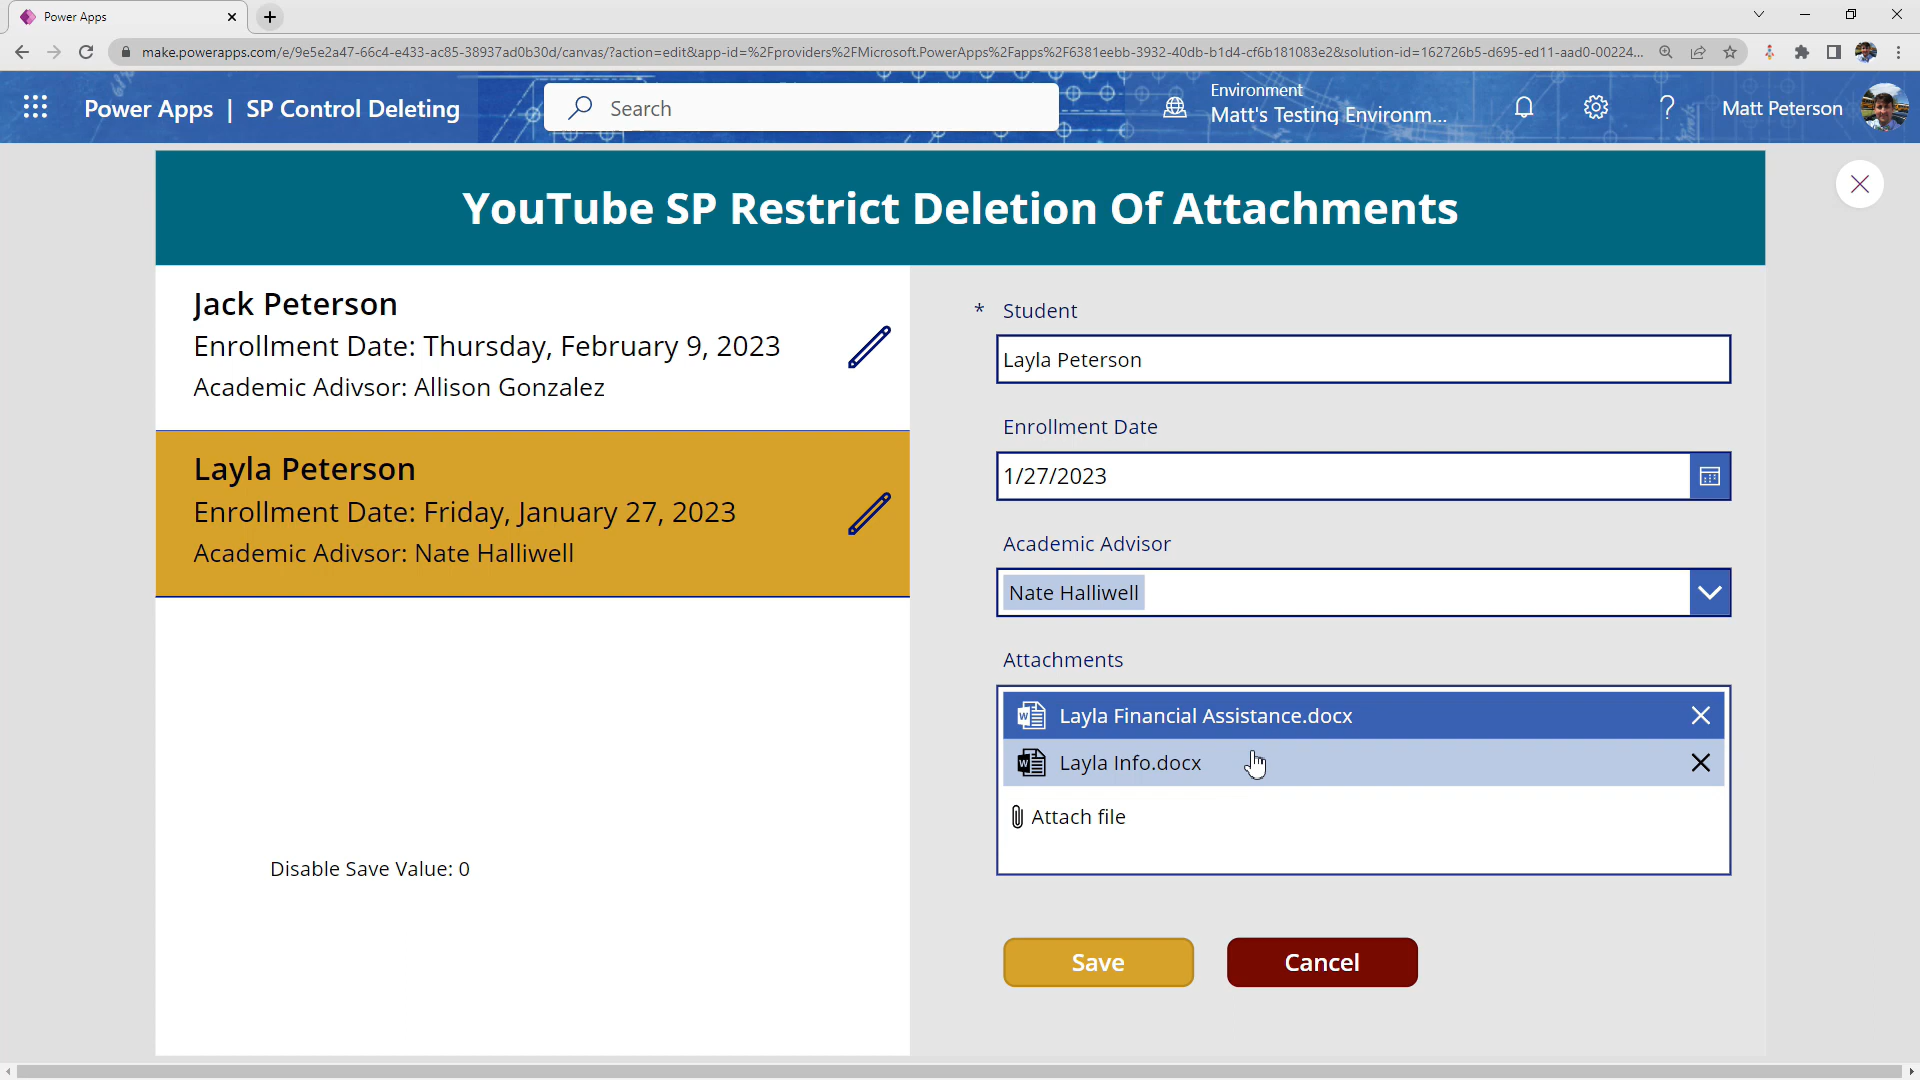 Power Apps
make.powerapps.com/e/9e5e2a47-66c4-e433-ac85-38937ad0b30d/canvas/?action=edit&app-id=%2Fproviders%2FMicrosoft.PowerApps%2Fapps%2F6381eebb-3932-40db-b1d4-cf6b181083e2&solution-id=162726b5-d695-ed11-aad0-00224...
Power Apps | SP Control Deleting
Search
Environment
Matt's Testing Environm...
Matt Peterson
YouTube SP Restrict Deletion Of Attachments
Jack Peterson
Enrollment Date: Thursday, February 9, 2023
Academic Adivsor: Allison Gonzalez
Layla Peterson
Enrollment Date: Friday, January 27, 2023
Academic Adivsor: Nate Halliwell
Disable Save Value: 0
* Student
Layla Peterson
Enrollment Date
1/27/2023
Academic Advisor
Nate Halliwell
Attachments
Layla Financial Assistance.docx
Layla Info.docx
Attach file
Save
Cancel